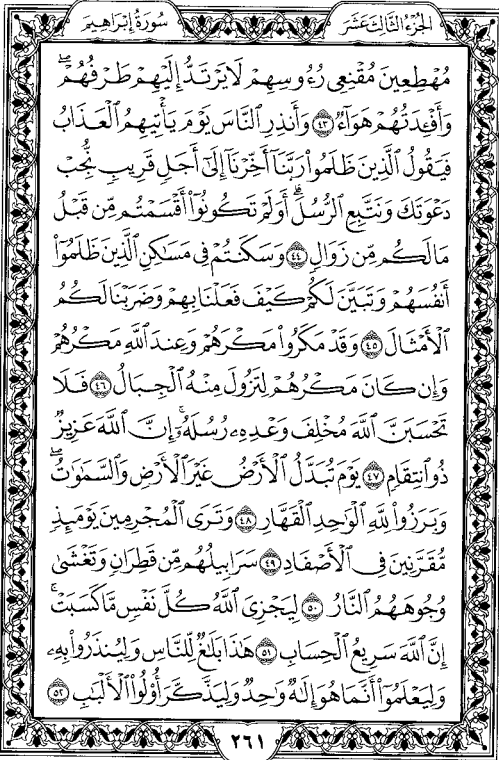 الجزء الثالث عشر
سورة إبراهيم
مُهْطِعِينَ مُقْنِعِى رُءُوسِهِمْ لَا يَرْتَدُّ إِلَيْهِمْ طَرْفُهُمْ ۖ
وَأَفْـِٔدَتُهُمْ هَوَآءٌ ٤٣ وَأَنذِرِ ٱلنَّاسَ يَوْمَ يَأْتِيهِمُ ٱلْعَذَابُ
فَيَقُولُ ٱلَّذِينَ ظَلَمُوا۟ رَبَّنَآ أَخِّرْنَآ إِلَىٰٓ أَجَلٍ قَرِيبٍ نُّجِبْ
دَعْوَتَكَ وَنَتَّبِعِ ٱلرُّسُلَ ۗ أَوَلَمْ تَكُونُوٓا۟ أَقْسَمْتُم مِّن قَبْلُ
مَا لَكُم مِّن زَوَالٍ ٤٤ وَسَكَنتُمْ فِى مَسَـٰكِنِ ٱلَّذِينَ ظَلَمُوٓا۟
أَنفُسَهُمْ وَتَبَيَّنَ لَكُمْ كَيْفَ فَعَلْنَا بِهِمْ وَضَرَبْنَا لَكُمُ
ٱلْأَمْثَالَ ٤٥ وَقَدْ مَكَرُوا۟ مَكْرَهُمْ وَعِندَ ٱللَّهِ مَكْرُهُمْ
وَإِن كَانَ مَكْرُهُمْ لِتَزُولَ مِنْهُ ٱلْجِبَالُ ٤٦ فَلَا
تَحْسَبَنَّ ٱللَّهَ مُخْلِفَ وَعْدِهِۦ رُسُلَهُۥٓ ۗ إِنَّ ٱللَّهَ عَزِيزٌ
ذُو ٱنتِقَامٍ ٤٧ يَوْمَ تُبَدَّلُ ٱلْأَرْضُ غَيْرَ ٱلْأَرْضِ وَٱلسَّمَـٰوَٰتُ ۖ
وَبَرَزُوا۟ لِلَّهِ ٱلْوَٰحِدِ ٱلْقَهَّارِ ٤٨ وَتَرَى ٱلْمُجْرِمِينَ يَوْمَئِذٍ
مُّقَرَّنِينَ فِى ٱلْأَصْفَادِ ٤٩ سَرَابِيلُهُم مِّن قَطِرَانٍ وَتَغْشَىٰ
وُجُوهَهُمُ ٱلنَّارُ ٥٠ لِيَجْزِىَ ٱللَّهُ كُلَّ نَفْسٍ مَّا كَسَبَتْ ۚ
إِنَّ ٱللَّهَ سَرِيعُ ٱلْحِسَابِ ٥١ هَـٰذَا بَلَـٰغٌ لِّلنَّاسِ وَلِيُنذَرُوا۟ بِهِۦ
وَلِيَعْلَمُوٓا۟ أَنَّمَا هُوَ إِلَـٰهٌ وَٰحِدٌ وَلِيَذَّكَّرَ أُو۟لُوا۟ ٱلْأَلْبَـٰبِ ٥٢
٢٦١